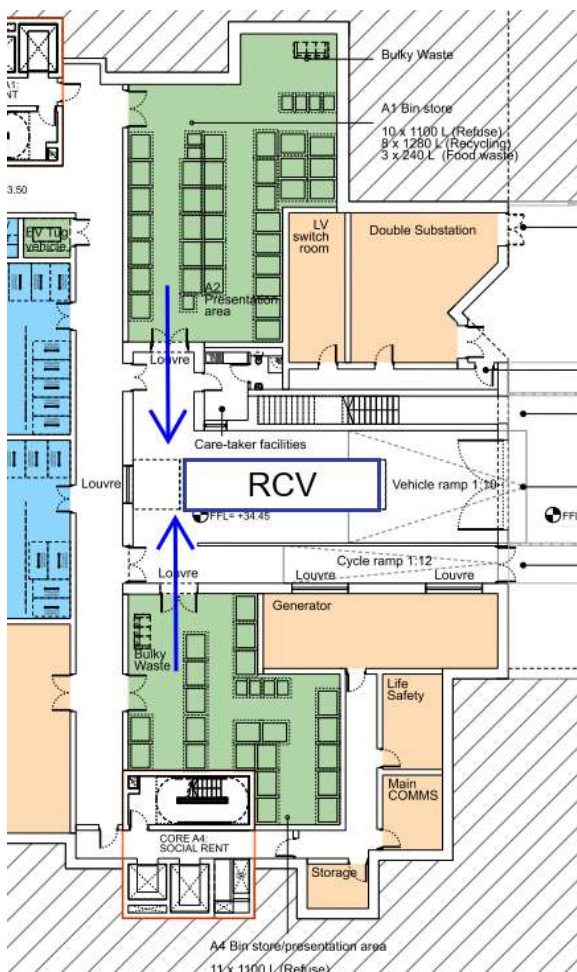 Bulky Waste
A1 Bin store
10 x 1100 L (Refuse)
8 x 1280 L (Recycling)
3 x 240 L (Food waste)
A1:
NT
3.50
EV Tug
vehicle
LV
switch
room
Double Substation
A2
Presentation
area
Louvre
Care-taker facilities
Louvre
RCV
Vehicle ramp 1:10
FFL= +34.45
FFL
Cycle ramp 1:12
Louvre
Louvre
Louvre
Generator
Bulky
Waste
Life
Safety
Main
COMMS
CORE A4:
SOCIAL RENT
Storage
A4 Bin store/presentation area
11 x 1100 L (Refuse)